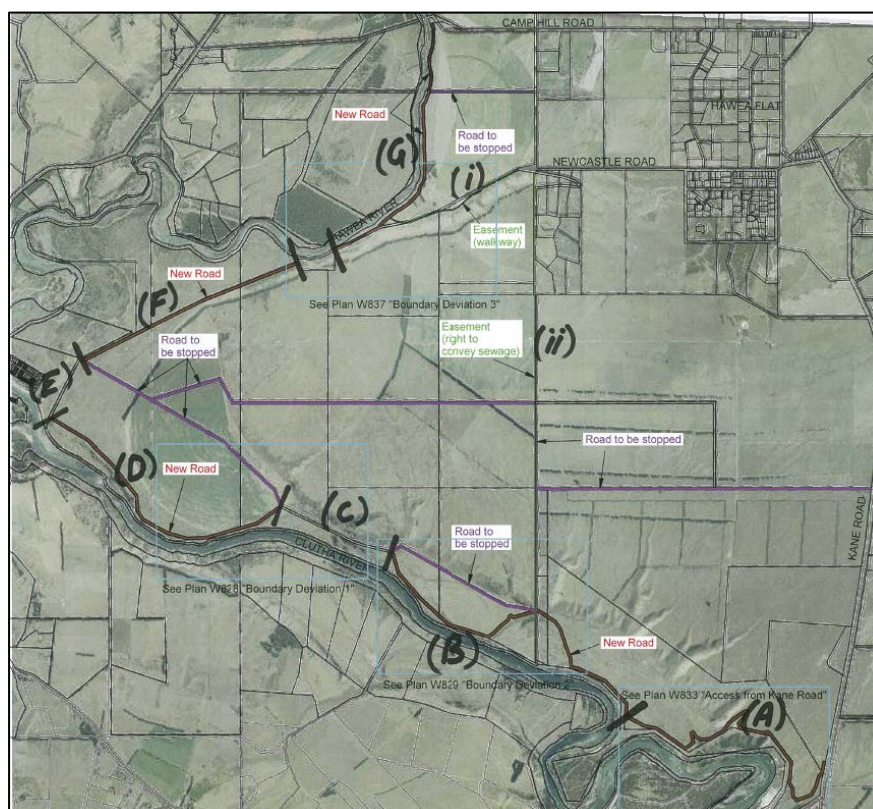 CAMP HILL ROAD
New Road
Road to
be stopped
HAWEA FLAT
(G)
(i)
NEWCASTLE ROAD
AWEA RIVER
Easement
(walkway)
New Road
(F)
See Plan W837 "Boundary Deviation 3"
Easement
(right to
convey sewage)
(ii)
Road to
be stopped
(E)
Road to be stopped
(D)
New Road
(C)
CLUTHA RIVER
Road to
be stopped
KANE ROAD
See Plan W828 "Boundary Deviation 1"
(B)
New Road
See Plan W829 "Boundary Deviation 2"
See Plan W833 "Access from Kane Road"
(A)